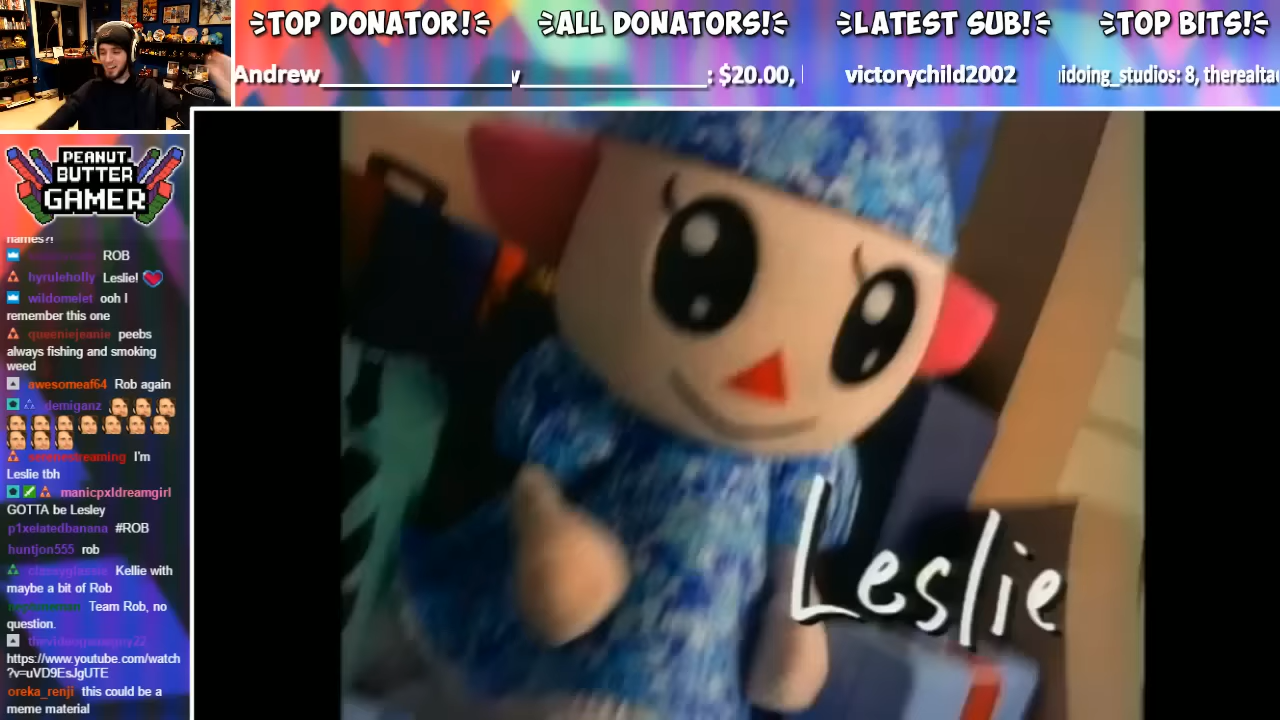 TOP DONATOR!
ALL DONATORS!
LATEST SUB!
TOP BITS!
Andrew
: $20.00,
victorychild2002
idoing_studios: 8, therealta
PEANUT
BUTTER
GAMER
names?!
ROB
hyruleholly Leslie!
wildomelet ooh I
remember this one
queeniejeanie peebs
always fishing and smoking
weed
awesomeaf64 Rob again
demiganz
I'm
Leslie tbh
manicpxldreamgirl
GOTTA be Lesley
p1xelatedbanana #ROB
huntjon555 rob
Kellie with
maybe a bit of Rob
Team Rob, no
question.
https://www.youtube.com/watch
?v=uVD9EsJgUTE
oreka_renji this could be a
meme material
Leslie